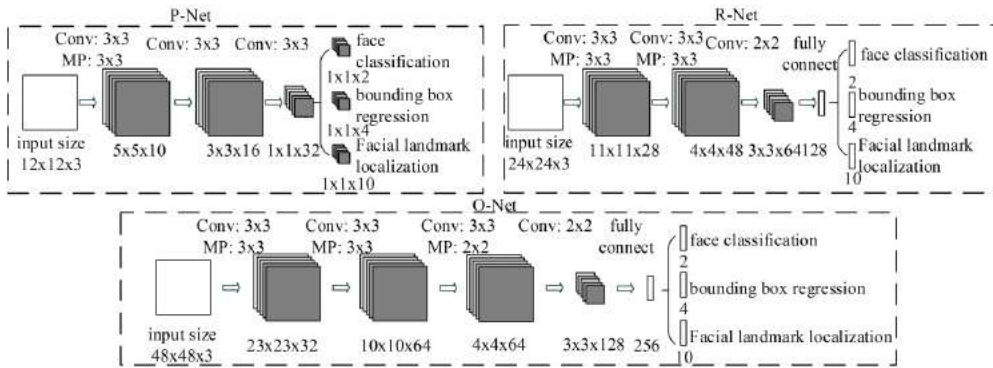 P-Net
Conv: 3x3 Conv: 3x3 Conv: 3x3
MP: 3x3
face
classification
1x1x2
bounding box
regression
1x1x4
Facial landmark
localization
1x1x10
input size
12x12x3
5x5x10
3x3x16
1x1x32
R-Net
Conv: 3x3 Conv: 3x3 Conv: 2x2 fully
MP: 3x3 MP: 3x3 connect
face classification
2
bounding box
regression
4
Facial landmark
localization
10
input size
24x24x3
11x11x28
4x4x48
3x3x64
128
O-Net
Conv: 3x3 Conv: 3x3 Conv: 3x3 Conv: 2x2 fully
MP: 3x3 MP: 3x3 MP: 2x2 connect
face classification
2
bounding box regression
4
Facial landmark localization
10
input size
48x48x3
23x23x32
10x10x64
4x4x64
3x3x128
256